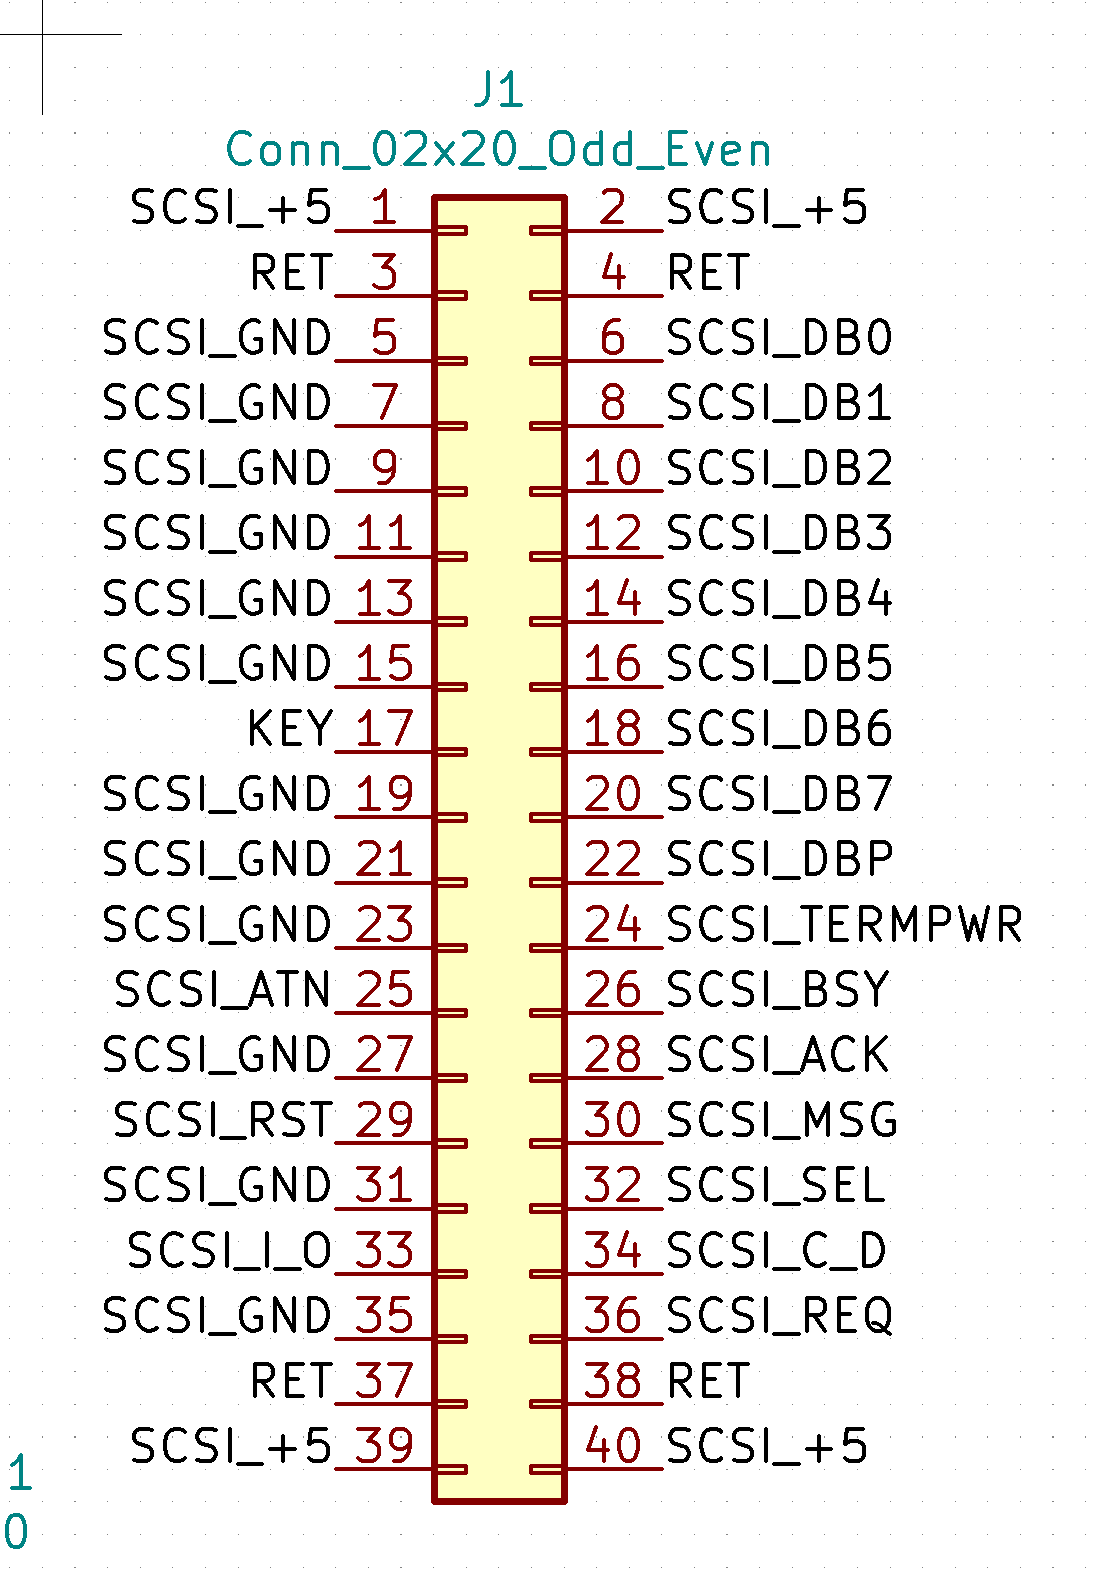 J1
Conn_02x20_Odd_Even
SCSI_+5 1 2 SCSI_+5
RET 3 4 RET
SCSI_GND 5 6 SCSI_DB0
SCSI_GND 7 8 SCSI_DB1
SCSI_GND 9 10 SCSI_DB2
SCSI_GND 11 12 SCSI_DB3
SCSI_GND 13 14 SCSI_DB4
SCSI_GND 15 16 SCSI_DB5
KEY 17 18 SCSI_DB6
SCSI_GND 19 20 SCSI_DB7
SCSI_GND 21 22 SCSI_DBP
SCSI_GND 23 24 SCSI_TERMPWR
SCSI_ATN 25 26 SCSI_BSY
SCSI_GND 27 28 SCSI_ACK
SCSI_RST 29 30 SCSI_MSG
SCSI_GND 31 32 SCSI_SEL
SCSI_I_O 33 34 SCSI_C_D
SCSI_GND 35 36 SCSI_REQ
RET 37 38 RET
SCSI_+5 39 40 SCSI_+5
1
0